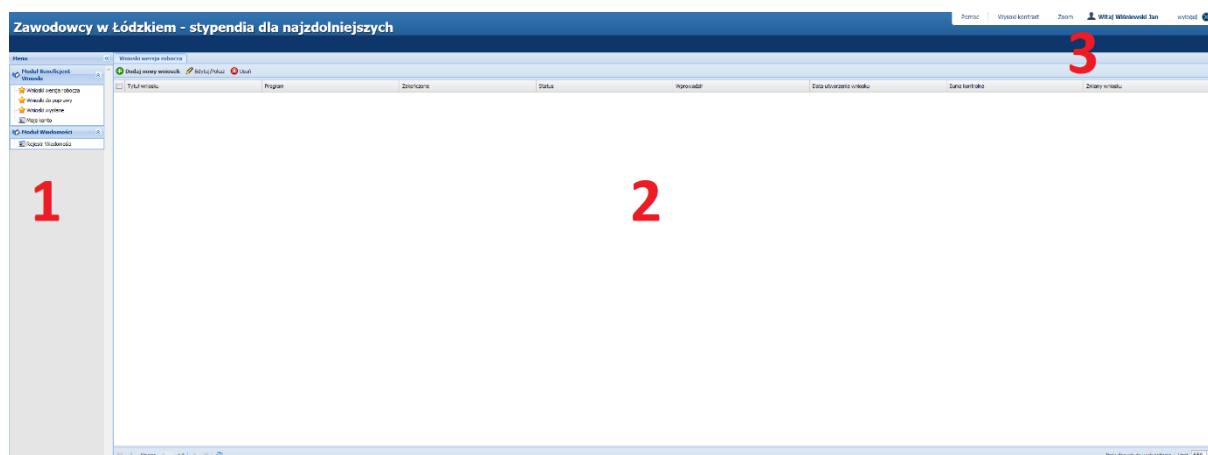 Pomoc Wysoki kontrast Zoom Witaj Wiśniewski Jan wyloguj
Zawodowcy w Łódzkiem - stypendia dla najzdolniejszych
3
Menu
Wnioski wersja robocza
Moduł Beneficjent Wnioski
Dodaj nowy wniosek Edytuj/Pokaż Usuń
Tytuł wniosku Program Zakończone Status Wprowadził Data utworzenia wniosku Suma kontrolna Zmiany wniosku
Wnioski wersja robocza
Wnioski do poprawy
Wnioski wysłane
Moje konto
Moduł Wiadomości
Rejestr Wiadomości
1
2
Strona